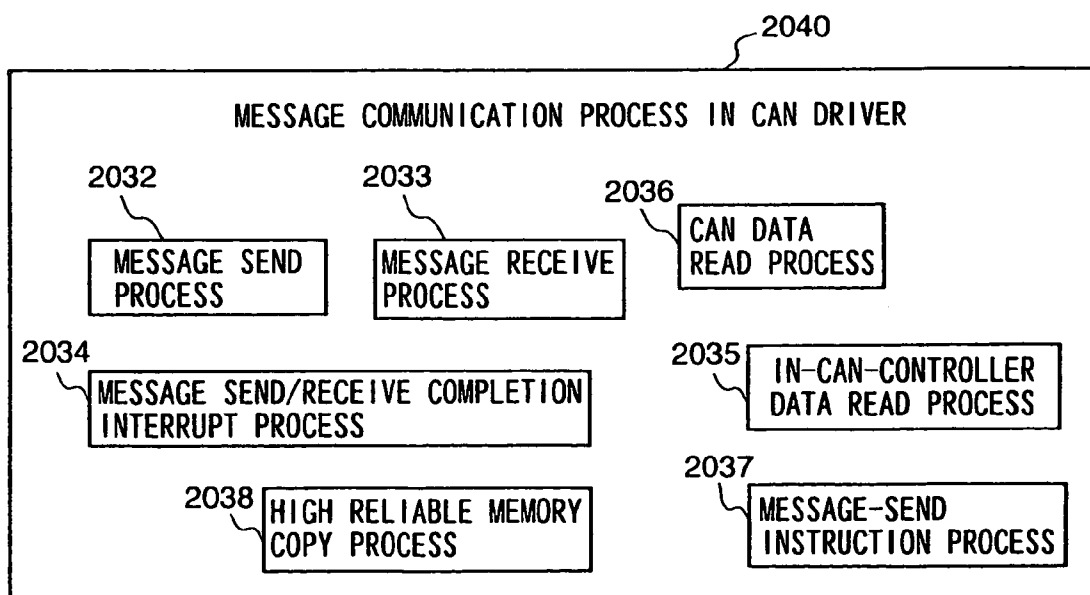 2040
MESSAGE COMMUNICATION PROCESS IN CAN DRIVER
2032
MESSAGE SEND
PROCESS
2033
MESSAGE RECEIVE
PROCESS
2036
CAN DATA
READ PROCESS
2034
MESSAGE SEND/RECEIVE COMPLETION
INTERRUPT PROCESS
2035
IN-CAN-CONTROLLER
DATA READ PROCESS
2038
HIGH RELIABLE MEMORY
COPY PROCESS
2037
MESSAGE-SEND
INSTRUCTION PROCESS